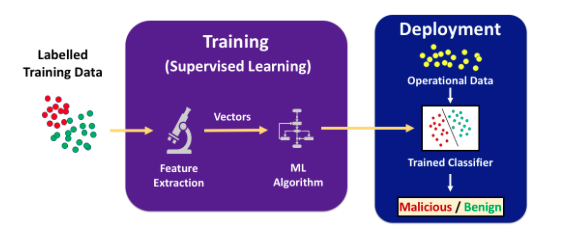 Labelled
Training Data
Training
(Supervised Learning)
Vectors
Feature
Extraction
ML
Algorithm
Deployment
Operational Data
Trained Classifier
Malicious / Benign